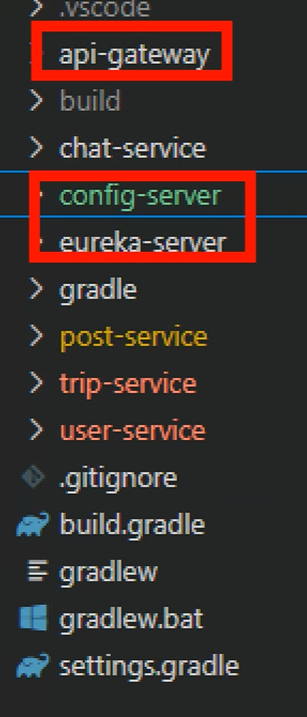 .vscode
api-gateway
build
chat-service
config-server
eureka-server
gradle
post-service
trip-service
user-service
.gitignore
build.gradle
gradlew
gradlew.bat
settings.gradle